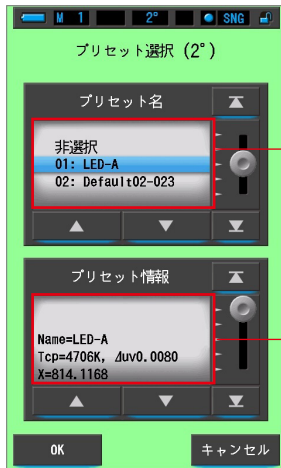 M 1 2° SNG
プリセット選択 (2°)
プリセット名
非選択
01: LED-A
02: Default02-023
プリセット情報
Name=LED-A
Tcp=4706K, ⊿uv0.0080
X=814.1168
OK キャンセル